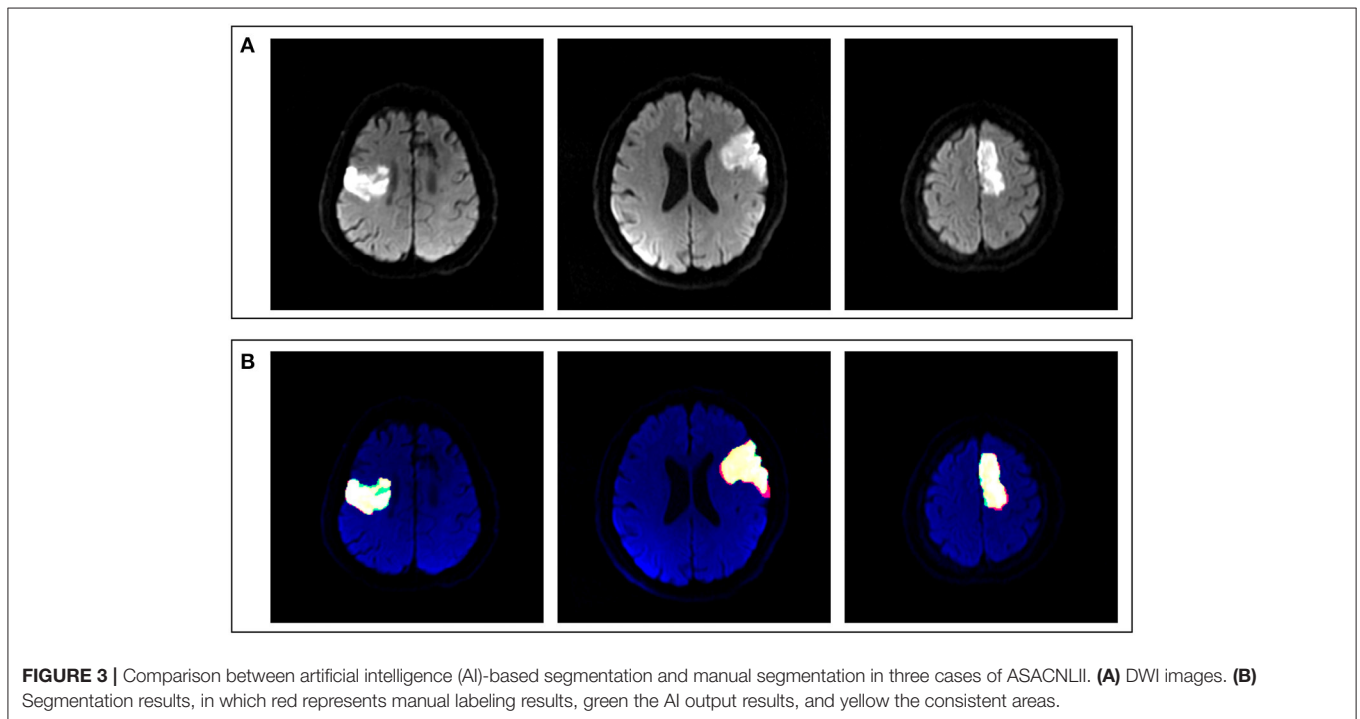 A
B
FIGURE 3 | Comparison between artificial intelligence (AI)-based segmentation and manual segmentation in three cases of ASACNLII. (A) DWI images. (B)
Segmentation results, in which red represents manual labeling results, green the AI output results, and yellow the consistent areas.